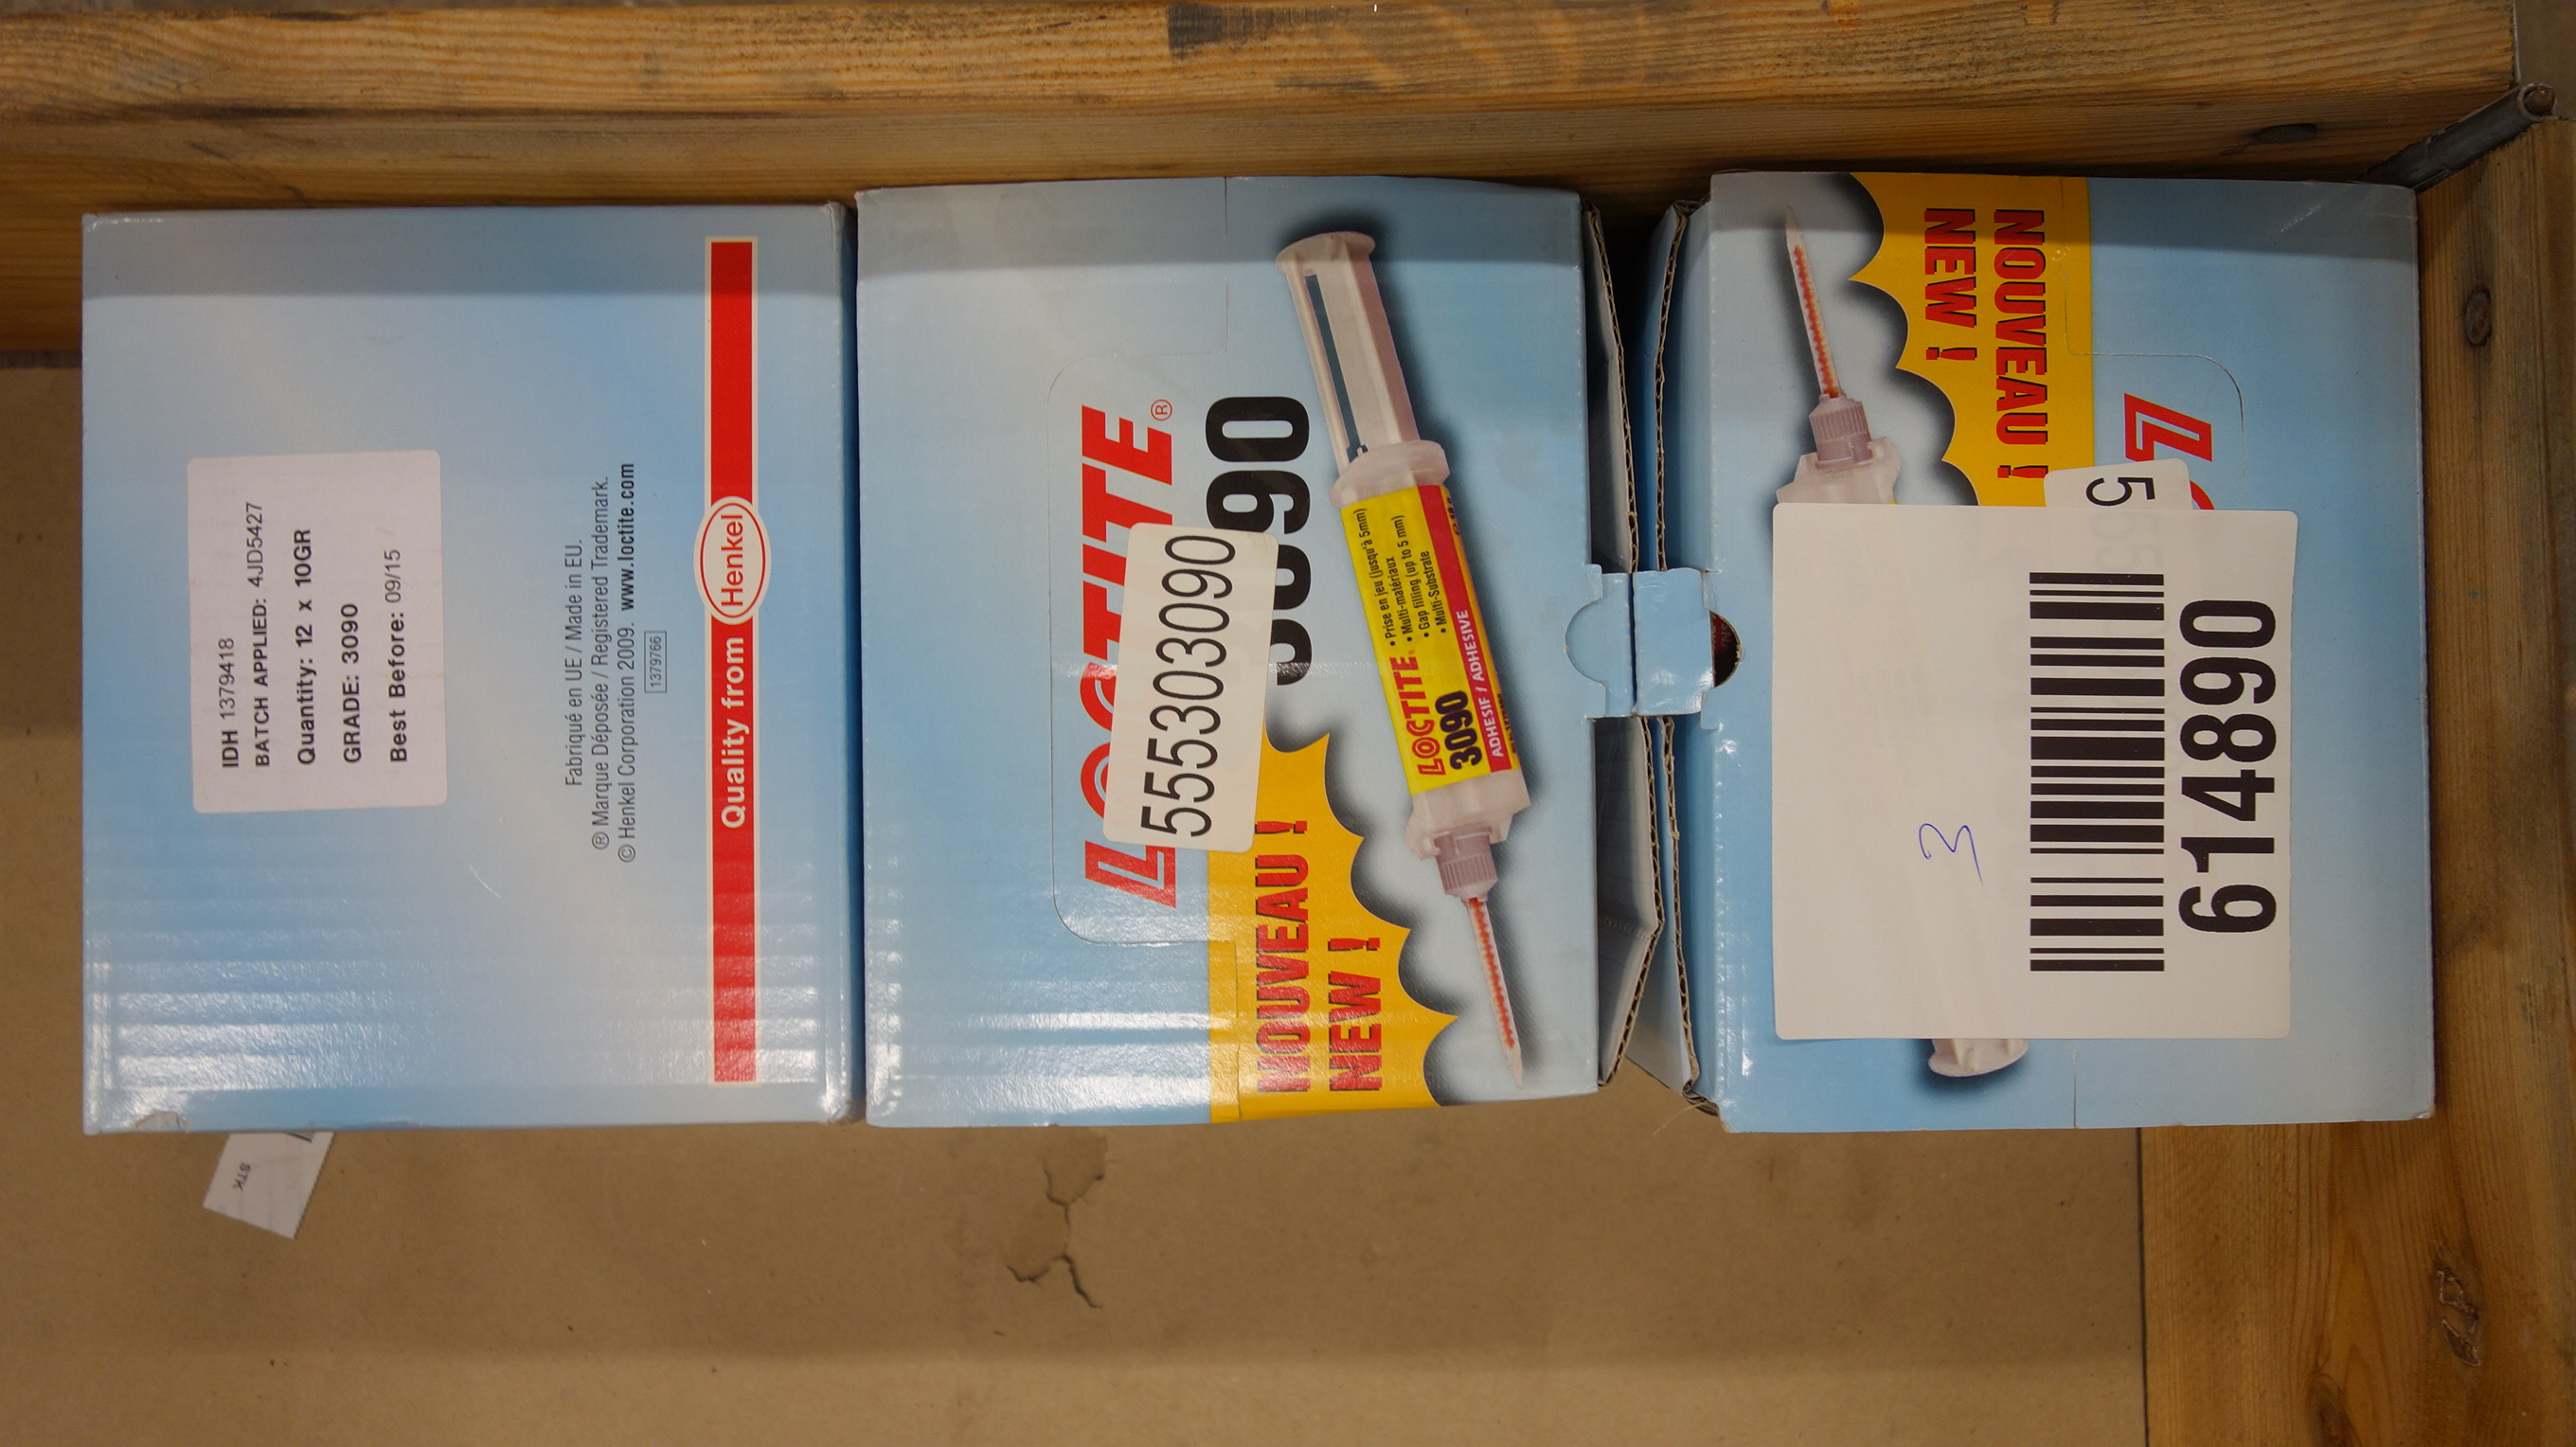 IDH 1379418
BATCH APPLIED: 4JD5427
Quantity: 12 x 10GR
GRADE: 3090
Best Before: 09/15
Fabriqué en UE / Made in EU.
® Marque Déposée / Registered Trademark.
© Henkel Corporation 2009. www.loctite.com
1379766
Quality from Henkel
LOCTITE®
555303090
3090
NOUVEAU !
NEW !
• Prise en jeu (jusqu'à 5mm)
• Multi-matériaux
• Gap filling (up to 5 mm)
• Multi-Substrate
LOCTITE
3090
ADHESIF / ADHESIVE
NOUVEAU !
NEW !
5
3
614890
STK